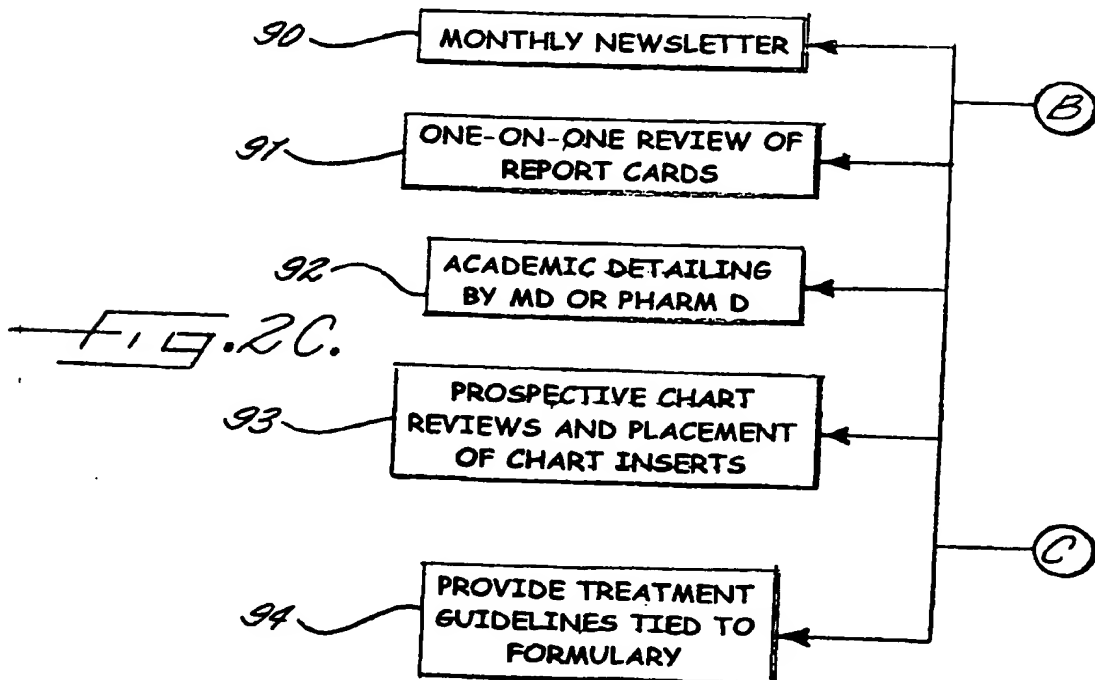 90
MONTHLY NEWSLETTER
B
91
ONE-ON-ONE REVIEW OF
REPORT CARDS
92
ACADEMIC DETAILING
BY MD OR PHARM D
Fig. 2C.
93
PROSPECTIVE CHART
REVIEWS AND PLACEMENT
OF CHART INSERTS
C
94
PROVIDE TREATMENT
GUIDELINES TIED TO
FORMULARY